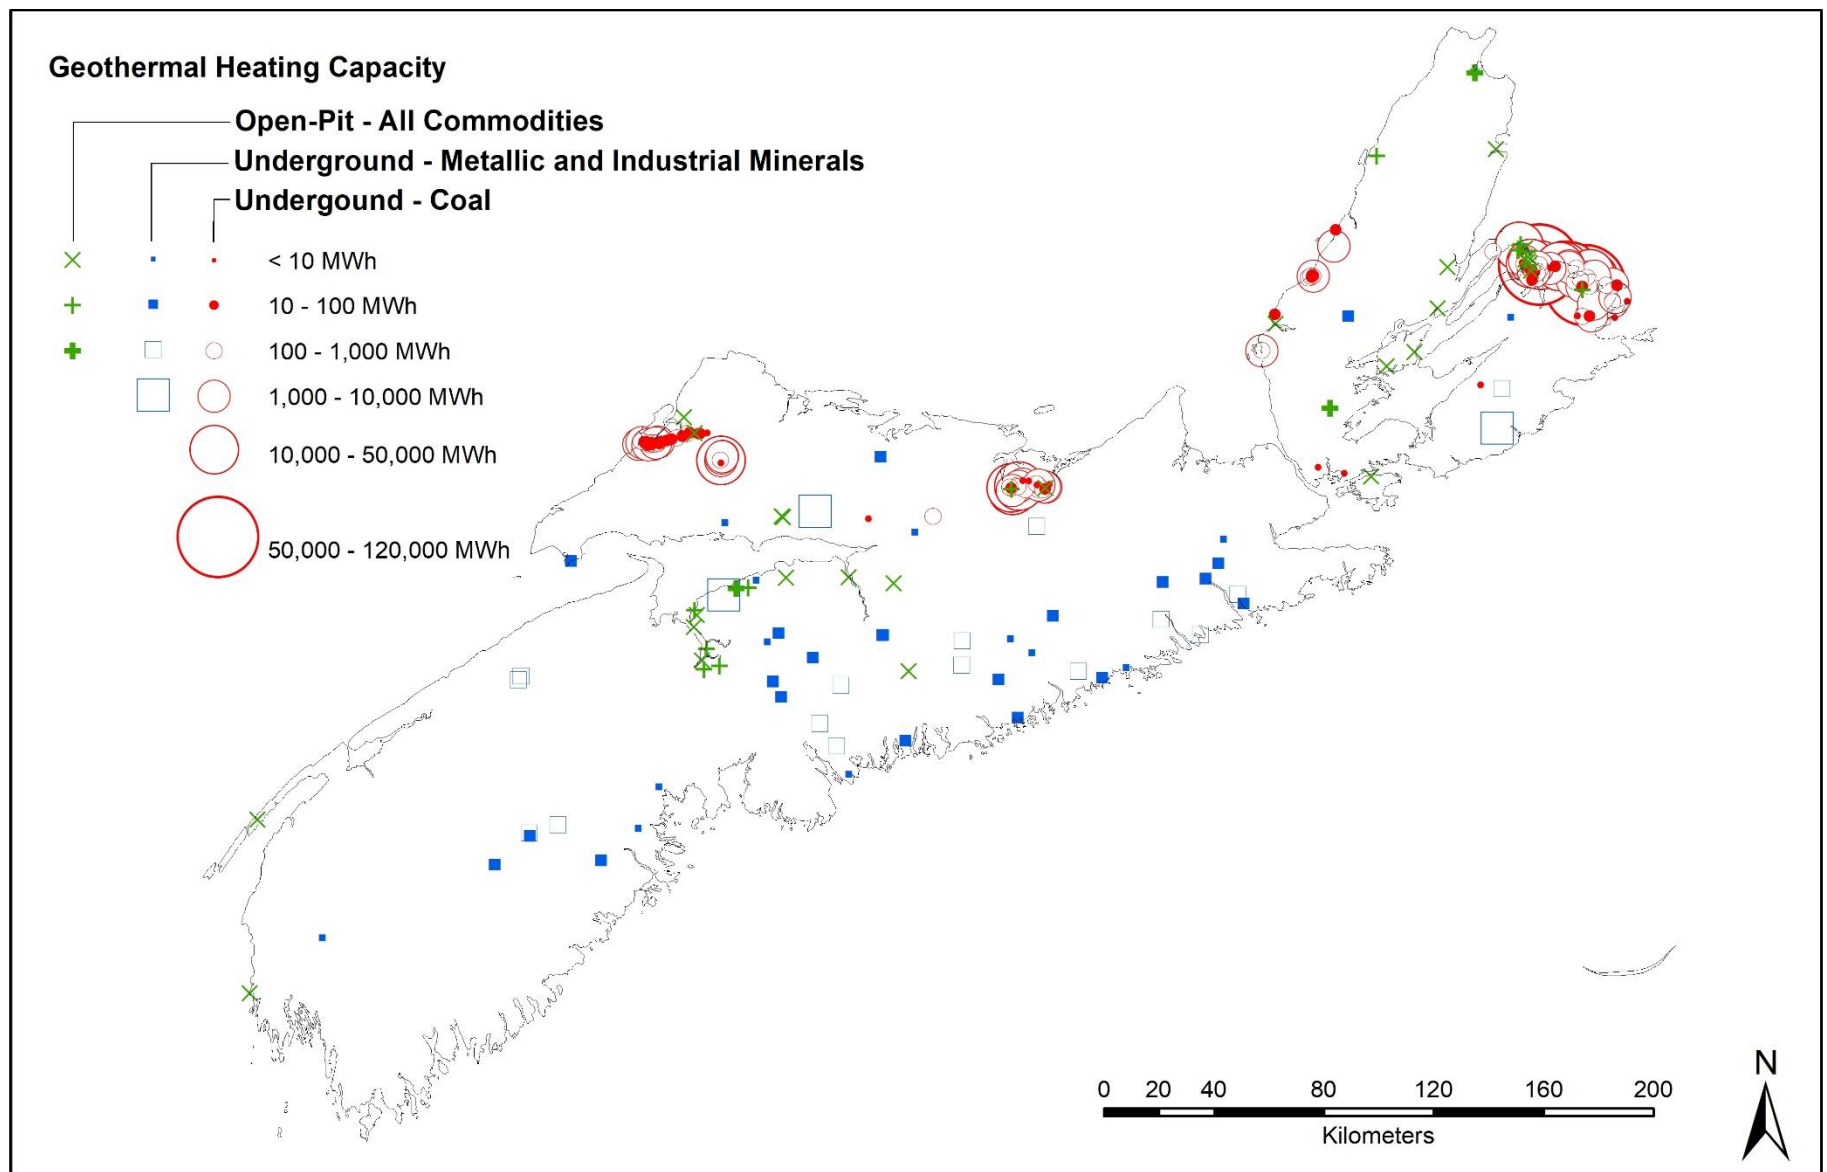 Geothermal Heating Capacity
Open-Pit - All Commodities
Underground - Metallic and Industrial Minerals
Undergound - Coal
< 10 MWh
10 - 100 MWh
100 - 1,000 MWh
1,000 - 10,000 MWh
10,000 - 50,000 MWh
50,000 - 120,000 MWh
N
0 20 40 80 120 160 200
Kilometers